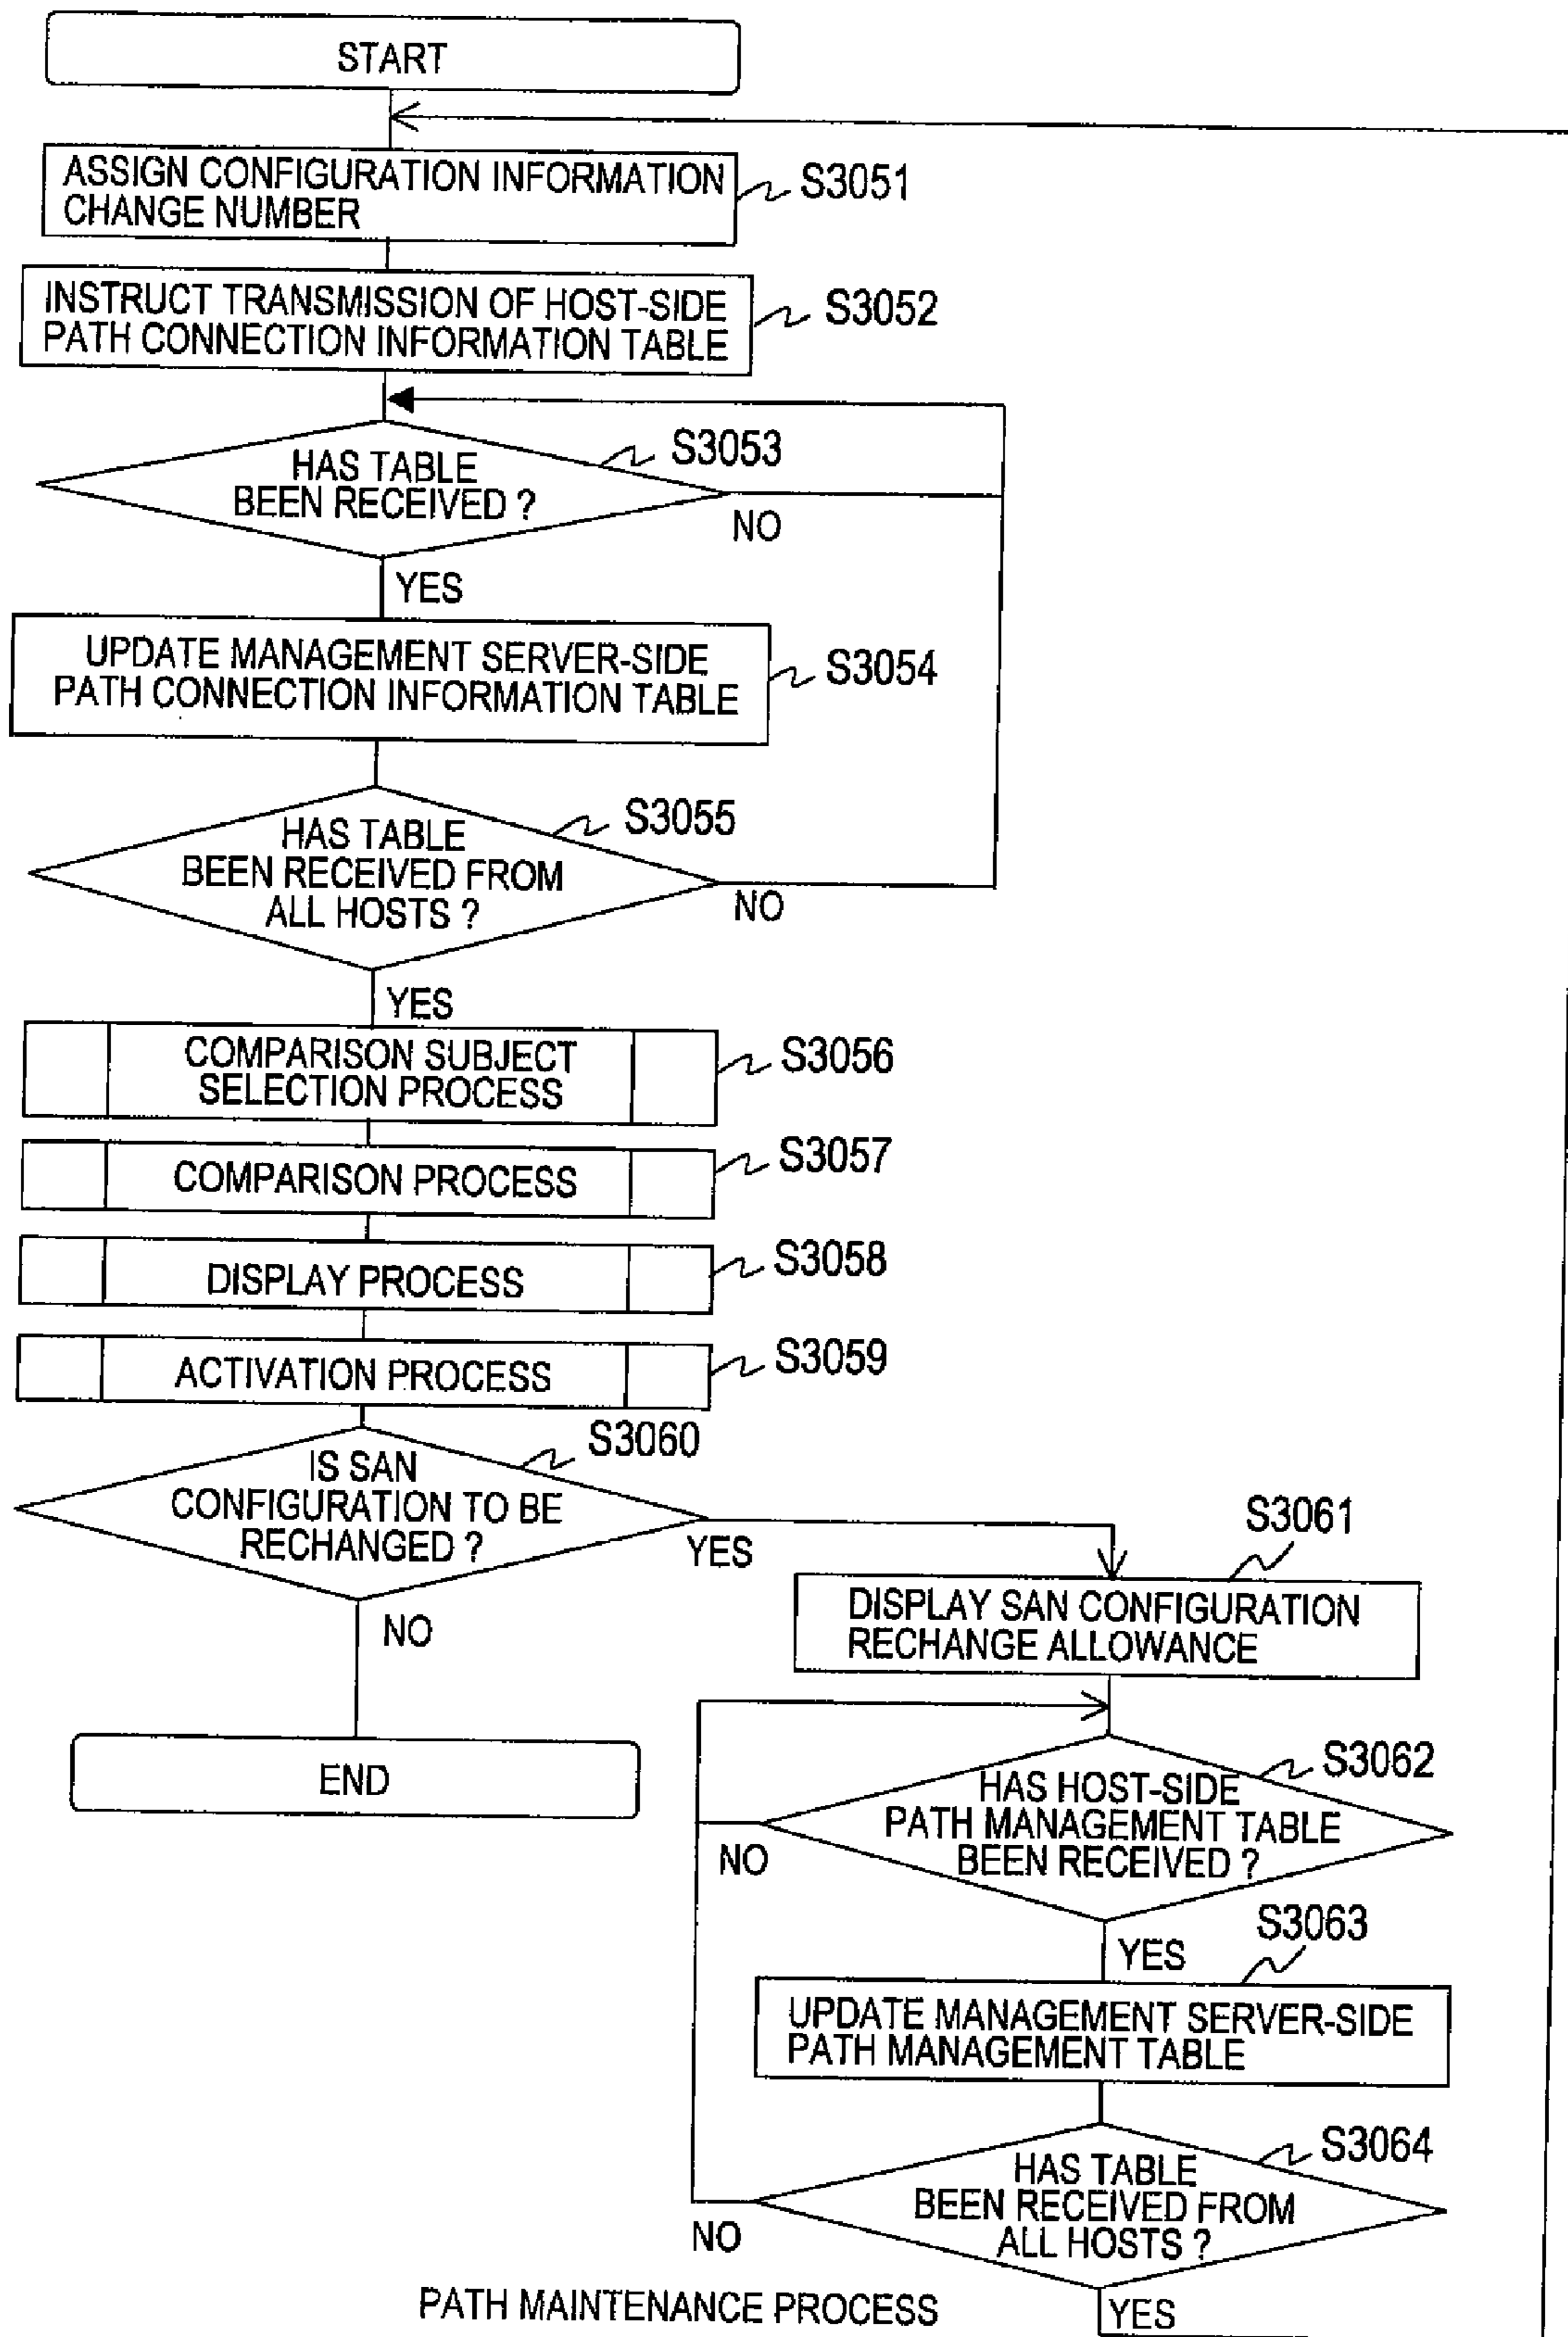 START
ASSIGN CONFIGURATION INFORMATION
CHANGE NUMBER
S3051
INSTRUCT TRANSMISSION OF HOST-SIDE
PATH CONNECTION INFORMATION TABLE
S3052
HAS TABLE
BEEN RECEIVED ?
S3053
NO
YES
UPDATE MANAGEMENT SERVER-SIDE
PATH CONNECTION INFORMATION TABLE
S3054
HAS TABLE
BEEN RECEIVED FROM
ALL HOSTS ?
S3055
NO
YES
COMPARISON SUBJECT
SELECTION PROCESS
S3056
COMPARISON PROCESS
S3057
DISPLAY PROCESS
S3058
ACTIVATION PROCESS
S3059
IS SAN
CONFIGURATION TO BE
RECHANGED ?
S3060
YES
NO
END
S3061
DISPLAY SAN CONFIGURATION
RECHANGE ALLOWANCE
HAS HOST-SIDE
PATH MANAGEMENT TABLE
BEEN RECEIVED ?
S3062
NO
YES
S3063
UPDATE MANAGEMENT SERVER-SIDE
PATH MANAGEMENT TABLE
HAS TABLE
BEEN RECEIVED FROM
ALL HOSTS ?
S3064
NO
YES
PATH MAINTENANCE PROCESS